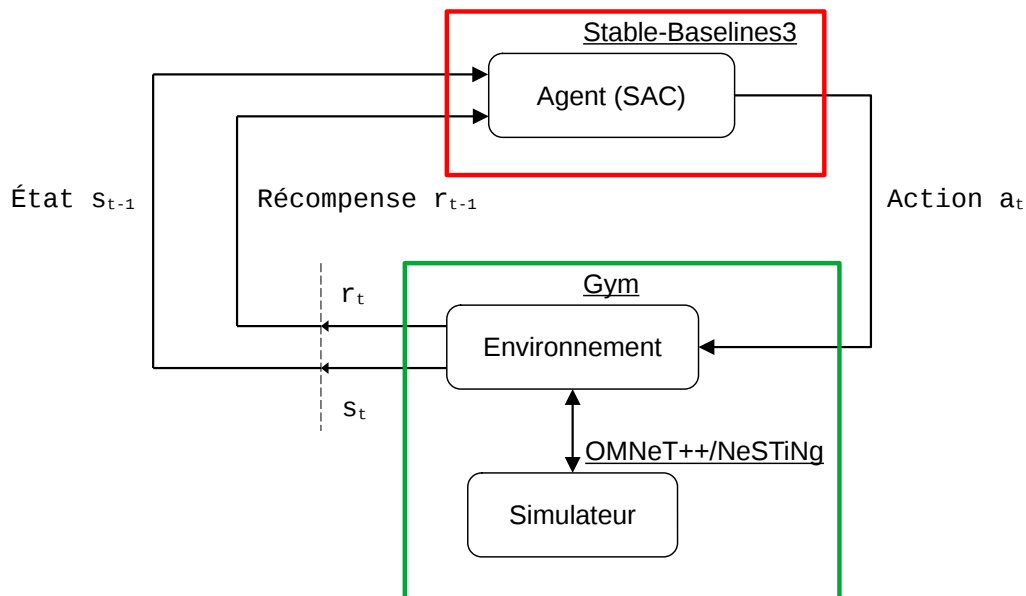 Stable-Baselines3
Agent (SAC)
État sₜ₋₁
Récompense rₜ₋₁
Action aₜ
Gym
rₜ
Environnement
sₜ
OMNeT++/NeSTiNg
Simulateur